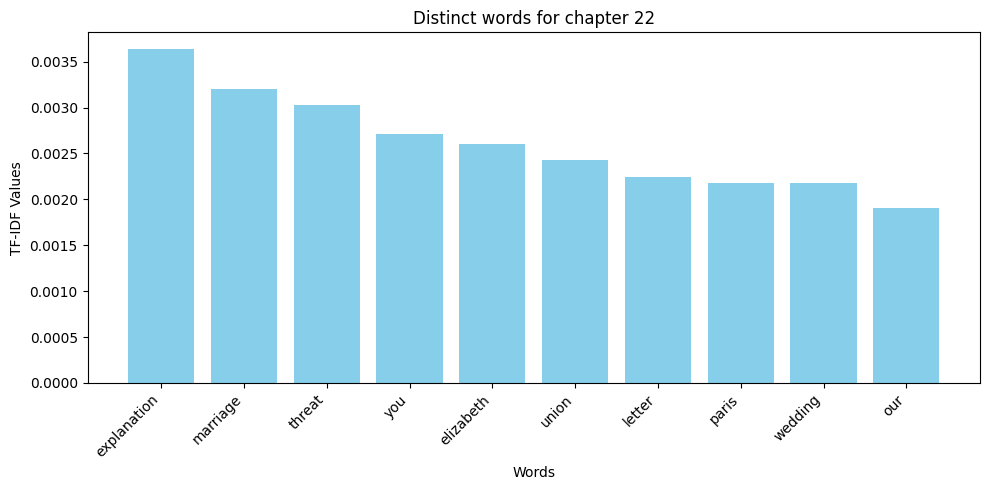 Distinct words for chapter 22
TF-IDF Values
0.0035
0.0030
0.0025
0.0020
0.0015
0.0010
0.0005
0.0000
explanation
marriage
threat
you
elizabeth
union
letter
paris
wedding
our
Words